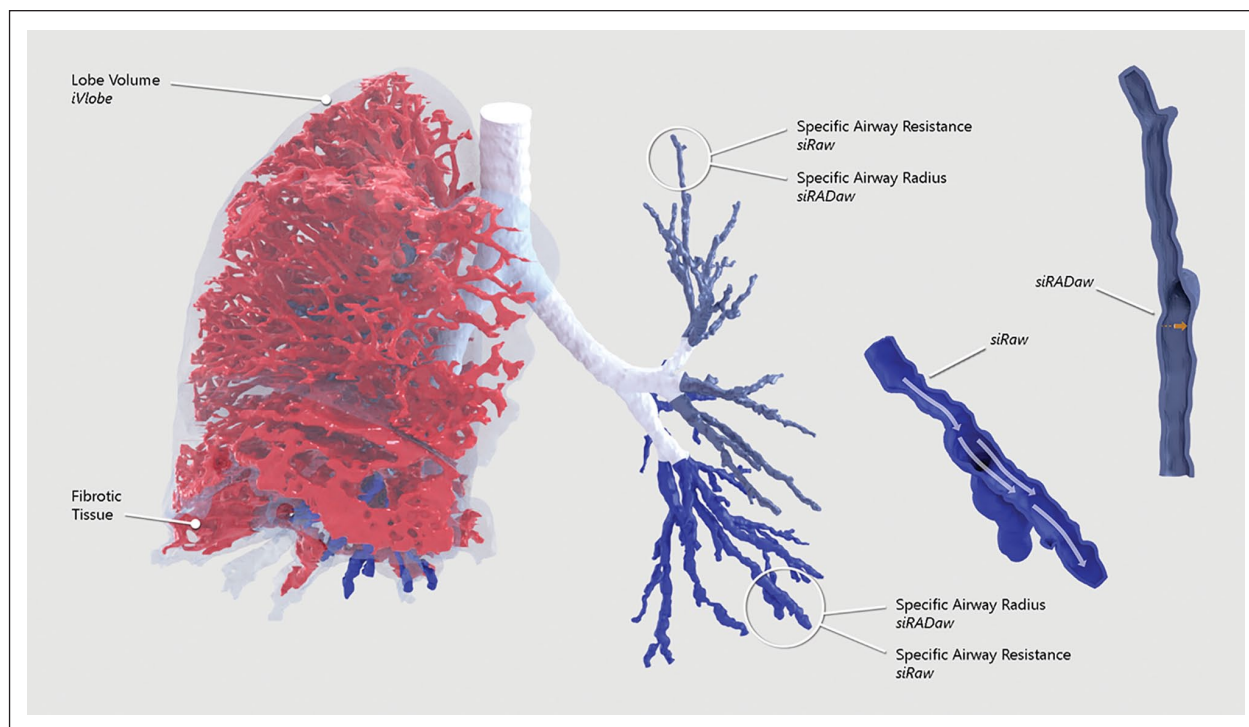 Lobe Volume
iVlobe
Specific Airway Resistance
siRaw
Specific Airway Radius
siRADaw
siRADaw
siRaw
Fibrotic
Tissue
Specific Airway Radius
siRADaw
Specific Airway Resistance
siRaw